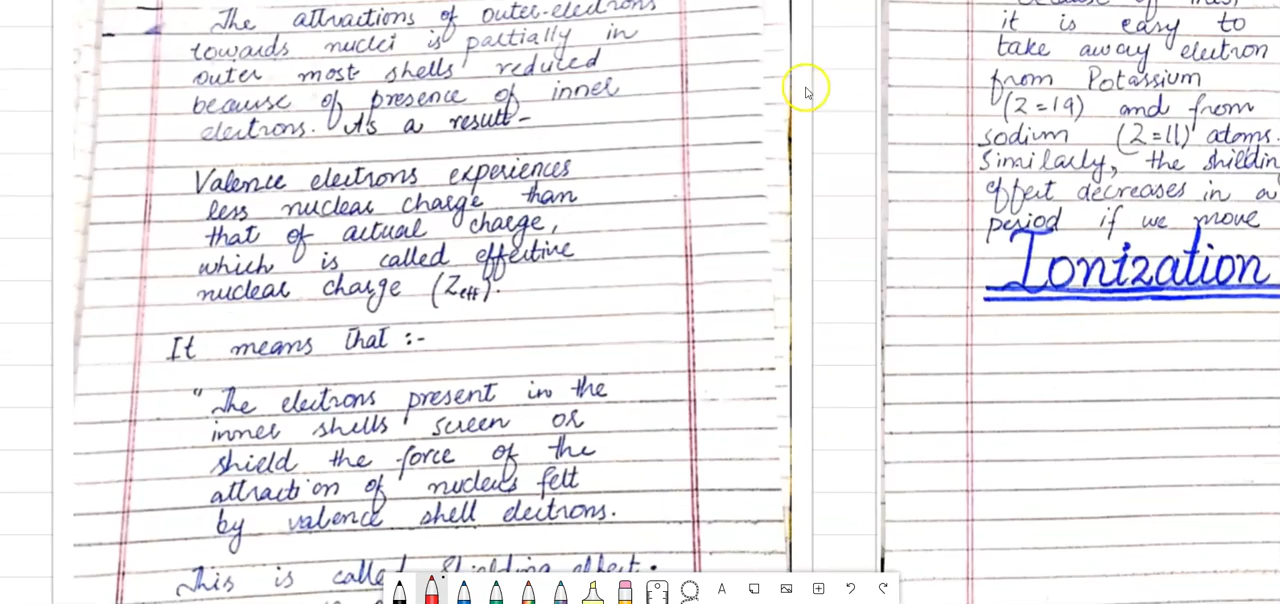 The attractions of outer-electrons
towards nuclei is partially in
outer most shells reduced
because of presence of inner
electrons. As a result-
Valence electrons experiences
less nuclear charge than
that of actual charge,
which is called effective
nuclear charge (Zeff).
It means that :-
"The electrons present in the
inner shells screen or
shield the force of the
attraction of nucleus felt
by valence shell electrons.
This is called Shielding effect.
it is easy to
take away electron
from Potassium
(Z=19) and from
sodium (Z=11) atoms.
Similarly, the
effect decreases in a
period if we move
Ionization